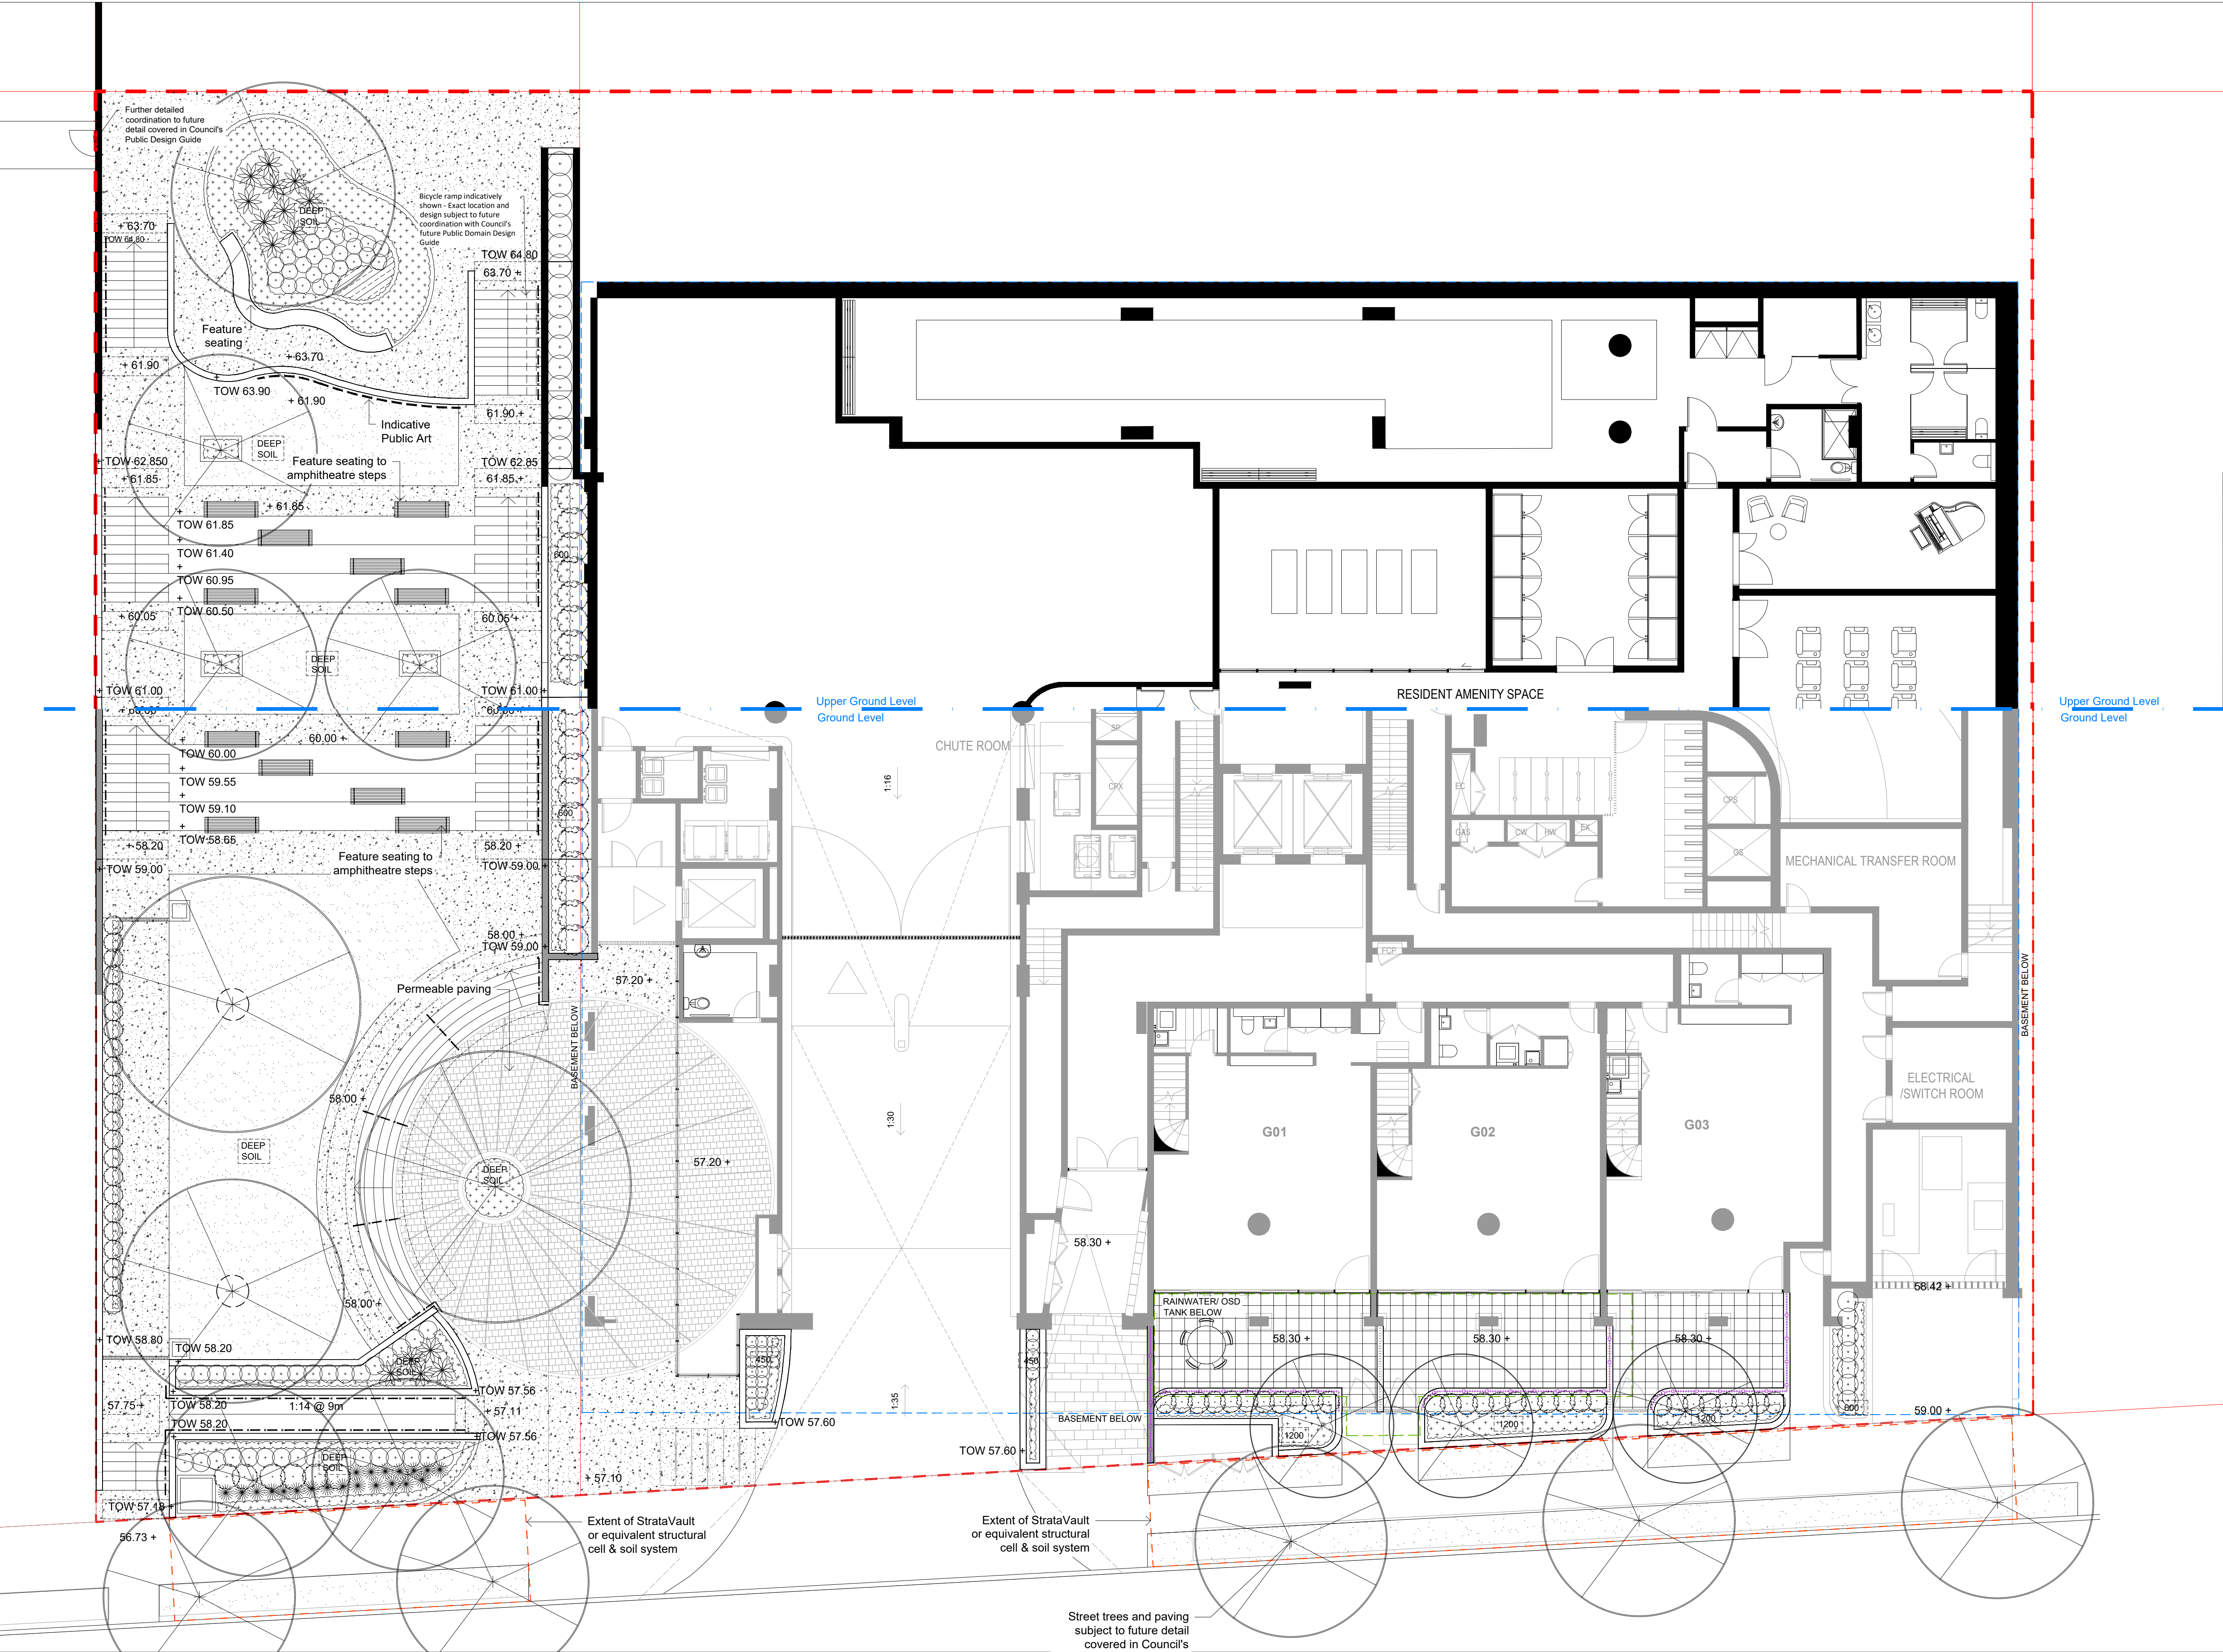 Further detailed
coordination to future
detail covered in Council's
Public Design Guide
Bicycle ramp indicatively
shown - Exact location and
design subject to future
coordination with Council's
future Public Domain Design
Guide
DEEP
SOIL
+ 63.70
TOW 64.80
TOW 64.80
63.70 +
Feature
seating
+ 63.70
+ 61.90
TOW 63.90
+ 61.90
61.90 +
Indicative
Public Art
DEEP
SOIL
Feature seating to
amphitheatre steps
+ TOW 62.850
+ 61.85
TOW 62.85
61.85 +
+ 61.85
TOW 61.85
TOW 61.40
TOW 60.95
TOW 60.50
600
+ 60.05
60.05 +
DEEP
SOIL
+ TOW 61.00
TOW 61.00 +
RESIDENT AMENITY SPACE
Upper Ground Level
Ground Level
Upper Ground Level
Ground Level
60.00 +
TOW 60.00
TOW 59.55
TOW 59.10
TOW 58.65
600
+ 58.20
58.20 +
+ TOW 59.00
TOW 59.00 +
Feature seating to
amphitheatre steps
CHUTE ROOM
1:16
SP
CPX
EC
GAS
CW
HW
EX
CPS
GS
MECHANICAL TRANSFER ROOM
58.00 +
TOW 59.00 +
57.20 +
Permeable paving
FCP
BASEMENT BELOW
BASEMENT BELOW
58.00 +
1:30
ELECTRICAL
/SWITCH ROOM
G01
G02
G03
DEEP
SOIL
DEEP
SOIL
57.20 +
58.30 +
58.42 +
58.00 +
RAINWATER/ OSD
TANK BELOW
58.30 +
58.30 +
58.30 +
+ TOW 58.80
TOW 58.20
DEEP
SOIL
450
450
1:35
+TOW 57.56
57.75 +
TOW 58.20
1:14 @ 9m
+ 57.11
TOW 58.20
+TOW 57.56
+TOW 57.60
BASEMENT BELOW
1200
1200
1200
600
59.00 +
TOW 57.60 +
DEEP
SOIL
+ 57.10
TOW 57.18 +
56.73 +
Extent of StrataVault
or equivalent structural
cell & soil system
Extent of StrataVault
or equivalent structural
cell & soil system
Street trees and paving
subject to future detail
covered in Council's